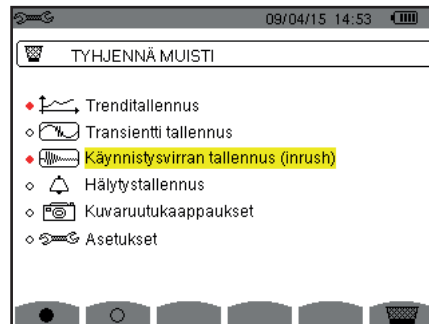 09/04/15 14:53
TYHJENNÄ MUISTI
Trenditallennus
Transientti tallennus
Käynnistysvirran tallennus (inrush)
Hälytystallennus
Kuvaruutukaappaukset
Asetukset